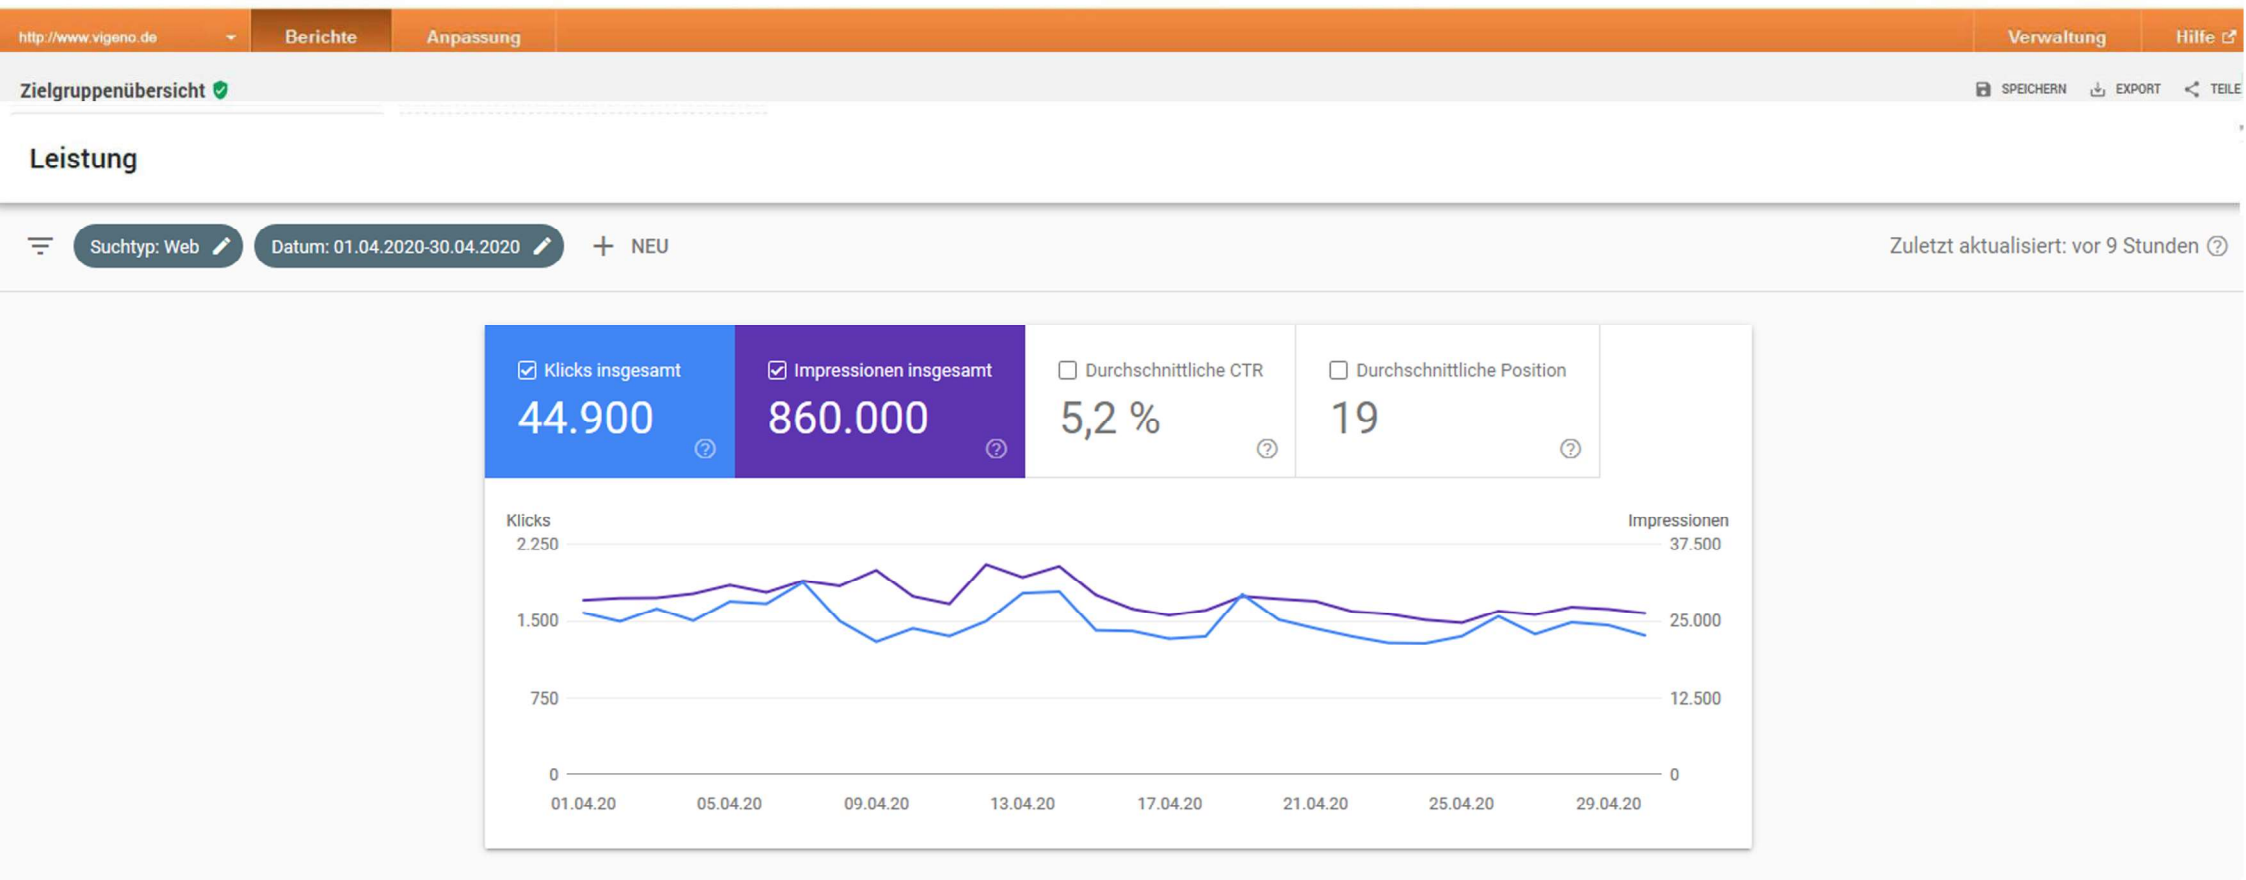 http://www.vigeno.de Berichte Anpassung Verwaltung Hilfe
Zielgruppenübersicht SPEICHERN EXPORT TEILE
Leistung
Suchtyp: Web Datum: 01.04.2020-30.04.2020 + NEU Zuletzt aktualisiert: vor 9 Stunden
Klicks insgesamt Impressionen insgesamt Durchschnittliche CTR Durchschnittliche Position
44.900 860.000 5,2 % 19
Klicks Impressionen
2.250 37.500
1.500 25.000
750 12.500
0 0
01.04.20 05.04.20 09.04.20 13.04.20 17.04.20 21.04.20 25.04.20 29.04.20